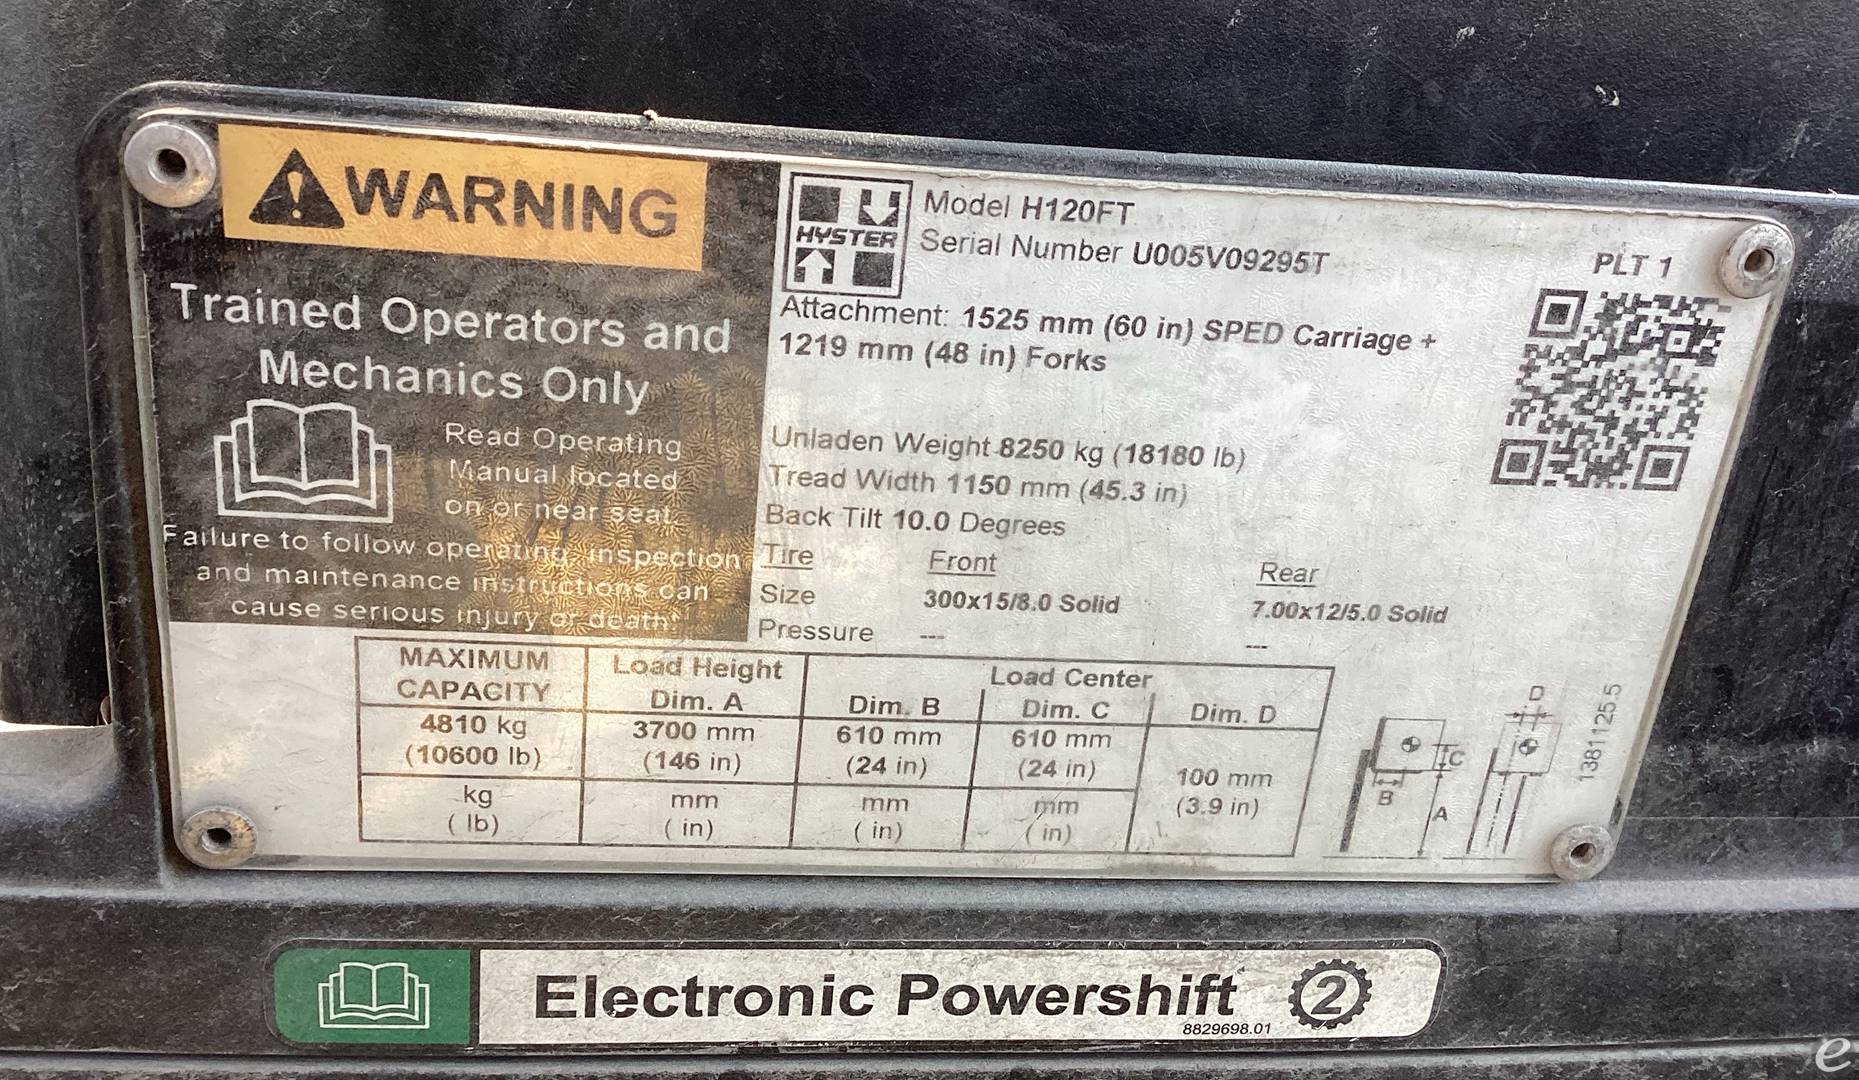 WARNING
Trained Operators and
Mechanics Only
Read Operating
Manual located
on or near seat.
Failure to follow operating, inspection
and maintenance instructions can
cause serious injury or death.
HYSTER
Model H120FT
Serial Number U005V09295T
PLT 1
Attachment: 1525 mm (60 in) SPED Carriage +
1219 mm (48 in) Forks
Unladen Weight 8250 kg (18180 lb)
Tread Width 1150 mm (45.3 in)
Back Tilt 10.0 Degrees
Tire Front Rear
Size 300x15/8.0 Solid 7.00x12/5.0 Solid
Pressure --- ---
MAXIMUM CAPACITY Load Height Dim. A Load Center
Dim. B Dim. C Dim. D
4810 kg 3700 mm 610 mm 610 mm 100 mm
(10600 lb) (146 in) (24 in) (24 in) (3.9 in)
kg mm mm mm
( lb) ( in) ( in) ( in)
B C A D
13811125.5
Electronic Powershift 2
8829698.01
e